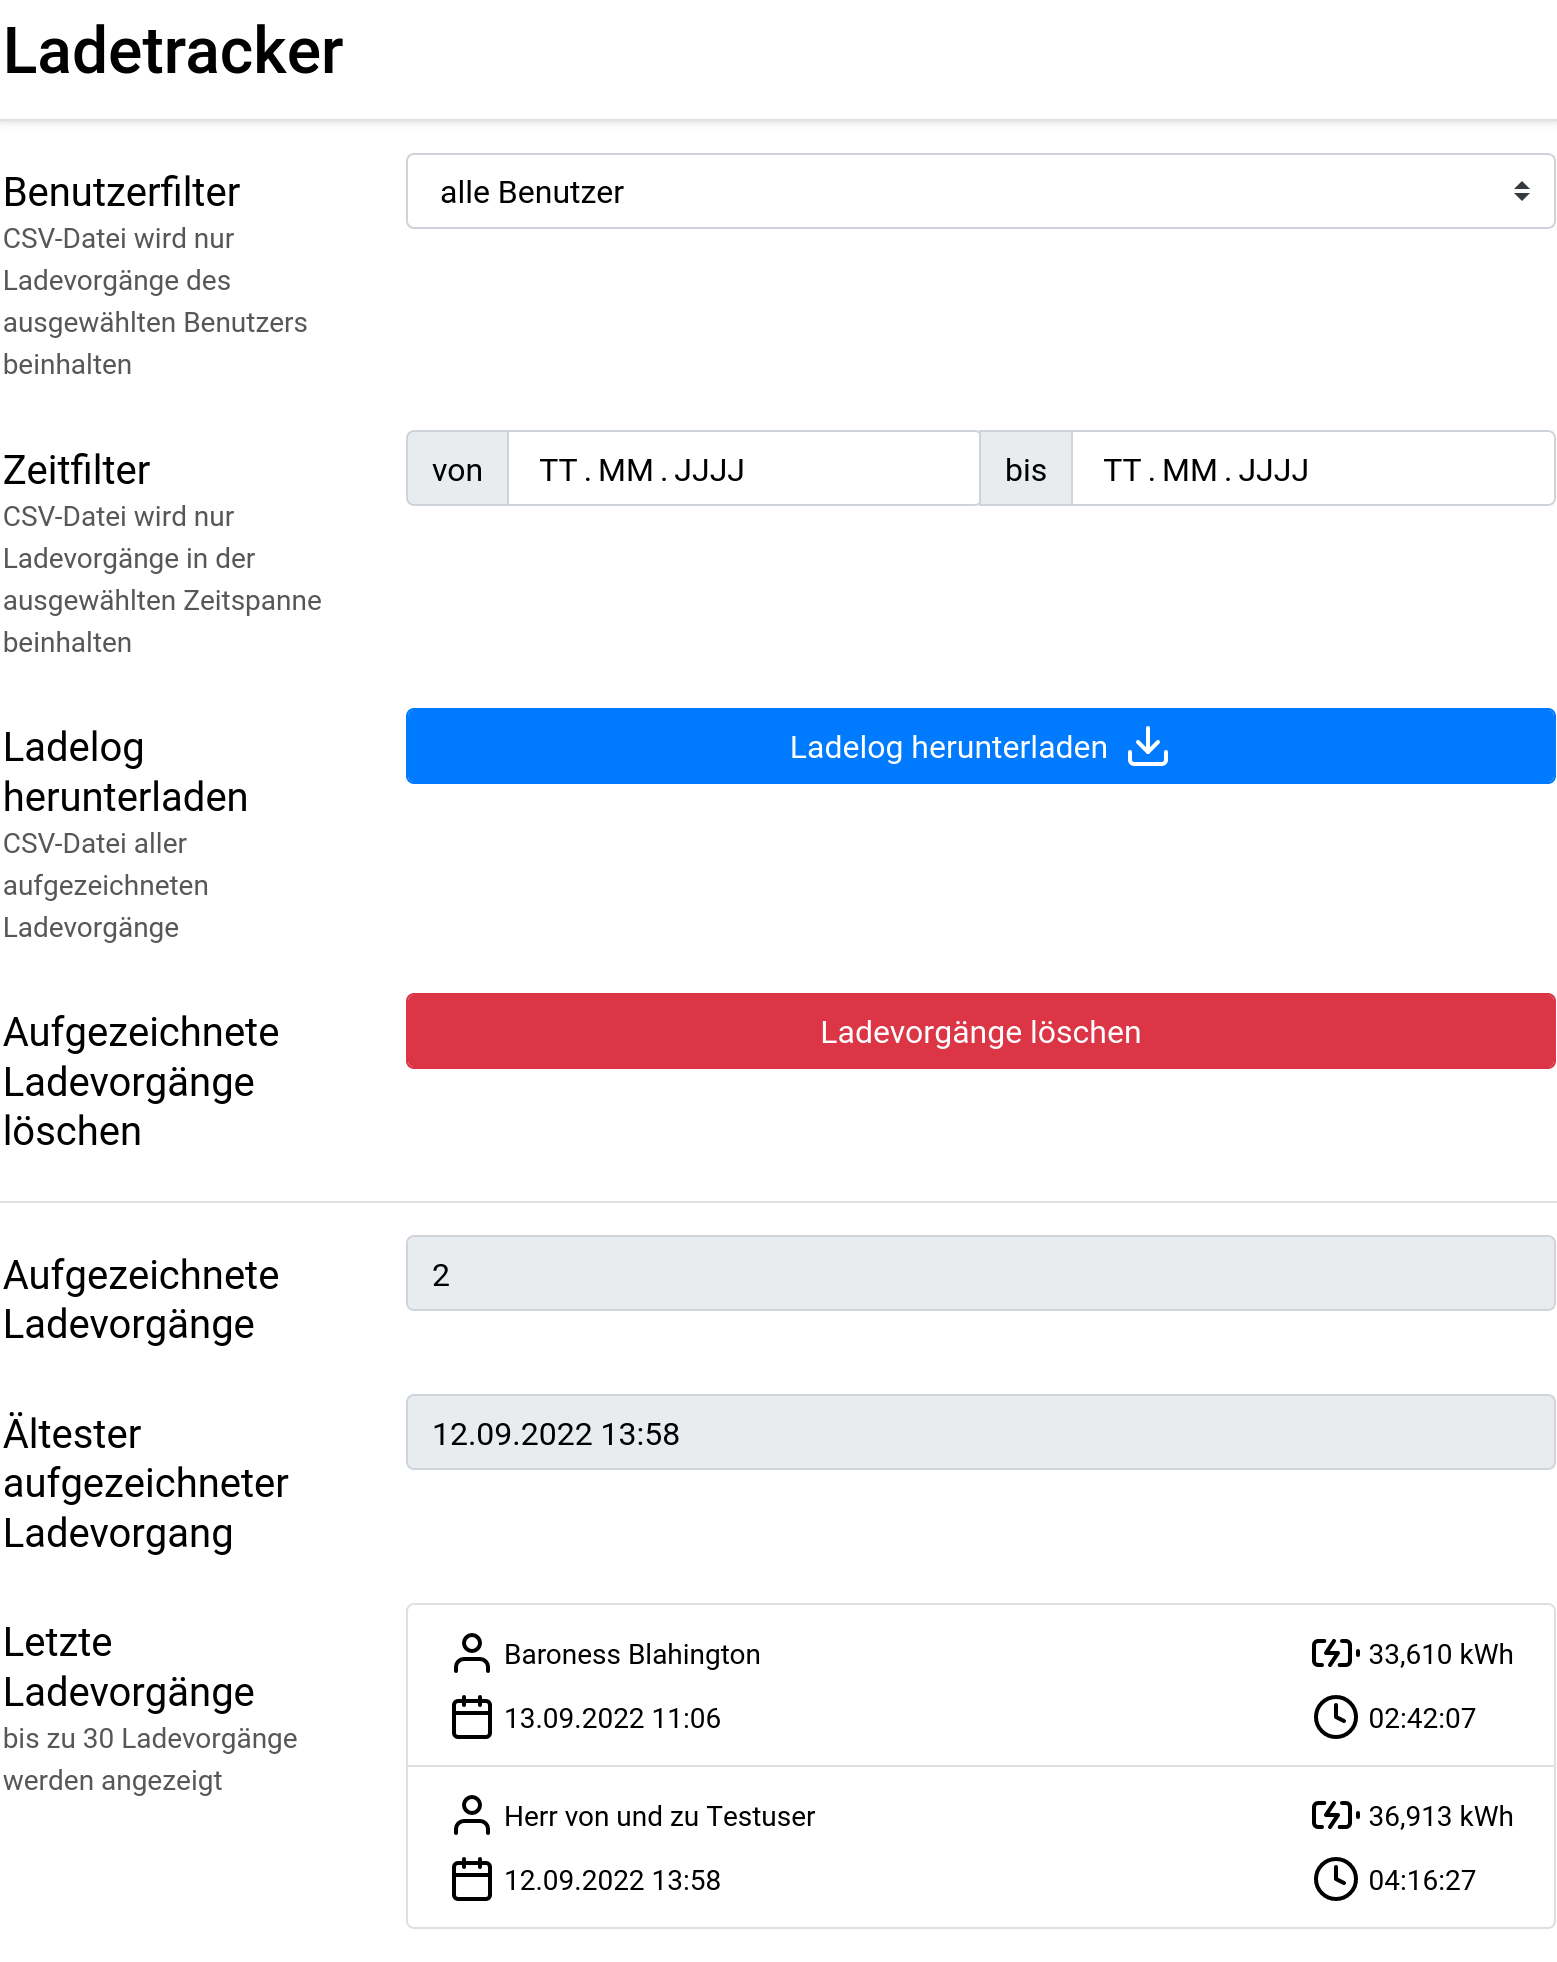 Ladetracker
Benutzerfilter
alle Benutzer
CSV-Datei wird nur
Ladevorgänge des
ausgewählten Benutzers
beinhalten
Zeitfilter
von TT . MM . JJJJ bis TT . MM . JJJJ
CSV-Datei wird nur
Ladevorgänge in der
ausgewählten Zeitspanne
beinhalten
Ladelog
herunterladen
Ladelog herunterladen
CSV-Datei aller
aufgezeichneten
Ladevorgänge
Aufgezeichnete
Ladevorgänge
löschen
Ladevorgänge löschen
Aufgezeichnete
Ladevorgänge
2
Ältester
aufgezeichneter
Ladevorgang
12.09.2022 13:58
Letzte
Ladevorgänge
bis zu 30 Ladevorgänge
werden angezeigt
Baroness Blahington 33,610 kWh
13.09.2022 11:06 02:42:07
Herr von und zu Testuser 36,913 kWh
12.09.2022 13:58 04:16:27